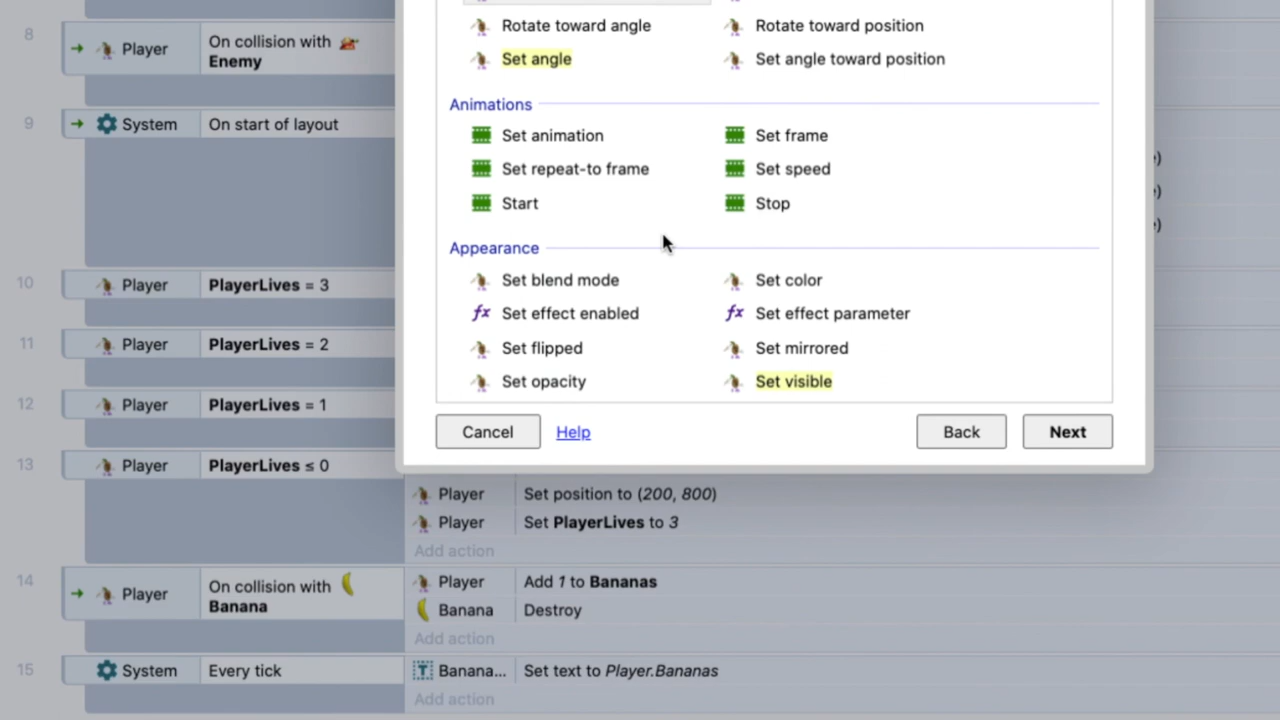 8
Player
On collision with
Enemy
9
System
On start of layout
)
)
)
10
Player
PlayerLives = 3
11
Player
PlayerLives = 2
12
Player
PlayerLives = 1
13
Player
PlayerLives ≤ 0
Rotate toward angle
Rotate toward position
Set angle
Set angle toward position
Animations
Set animation
Set frame
Set repeat-to frame
Set speed
Start
Stop
Appearance
Set blend mode
Set color
fx Set effect enabled
fx Set effect parameter
Set flipped
Set mirrored
Set opacity
Set visible
Cancel
Help
Back
Next
Player
Set position to (200, 800)
Player
Set PlayerLives to 3
Add action
14
Player
On collision with
Banana
Player
Add 1 to Bananas
Banana
Destroy
Add action
15
System
Every tick
T Banana...
Set text to Player.Bananas
Add action